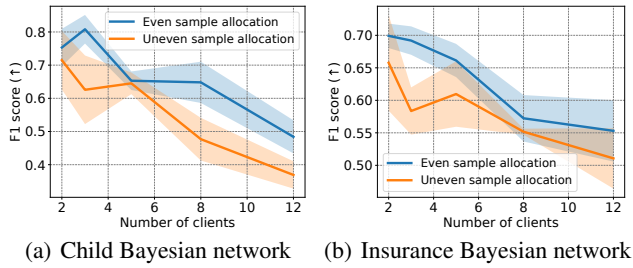 Even sample allocation
Uneven sample allocation
F1 score (↑)
0.8
0.7
0.6
0.5
0.4
2 4 6 8 10 12
Number of clients
(a) Child Bayesian network
F1 score (↑)
0.70
0.65
0.60
0.55
0.50
Even sample allocation
Uneven sample allocation
2 4 6 8 10 12
Number of clients
(b) Insurance Bayesian network